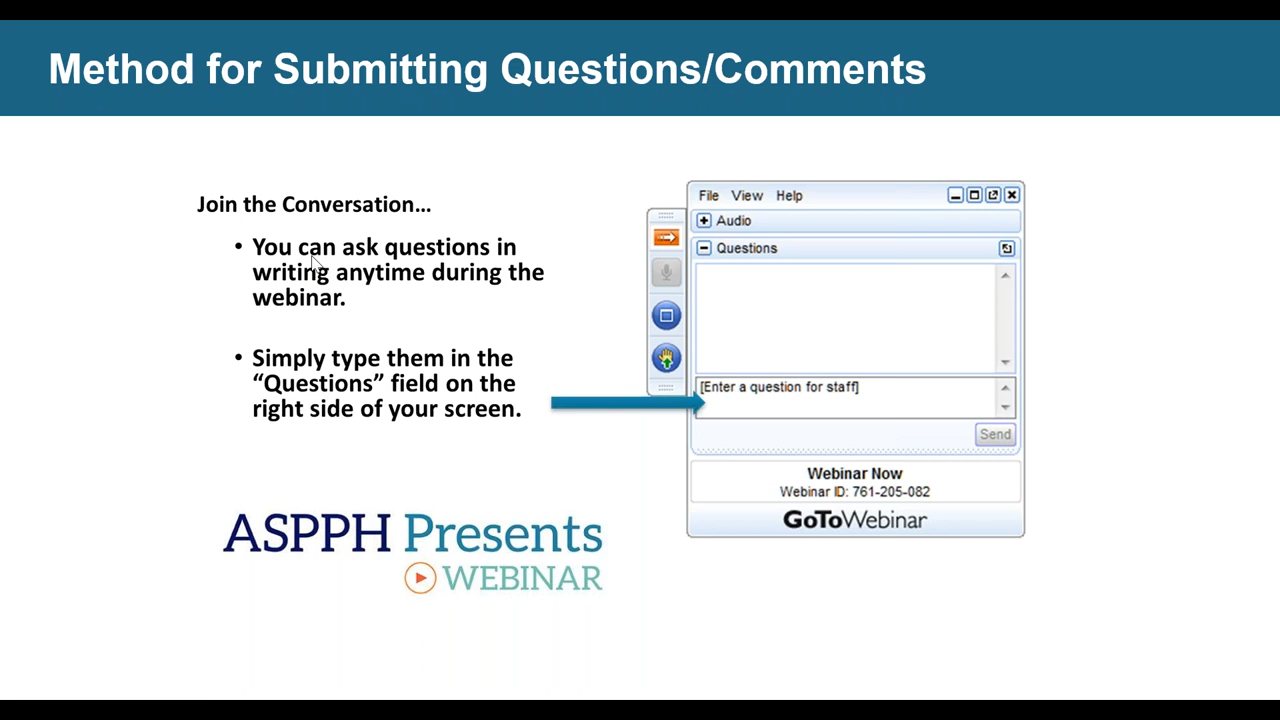 Method for Submitting Questions/Comments
Join the Conversation…
• You can ask questions in
writing anytime during the
webinar.
• Simply type them in the
“Questions” field on the
right side of your screen.
ASPPH Presents
WEBINAR
File View Help
Audio
Questions
[Enter a question for staff]
Send
Webinar Now
Webinar ID: 761-205-082
GoToWebinar